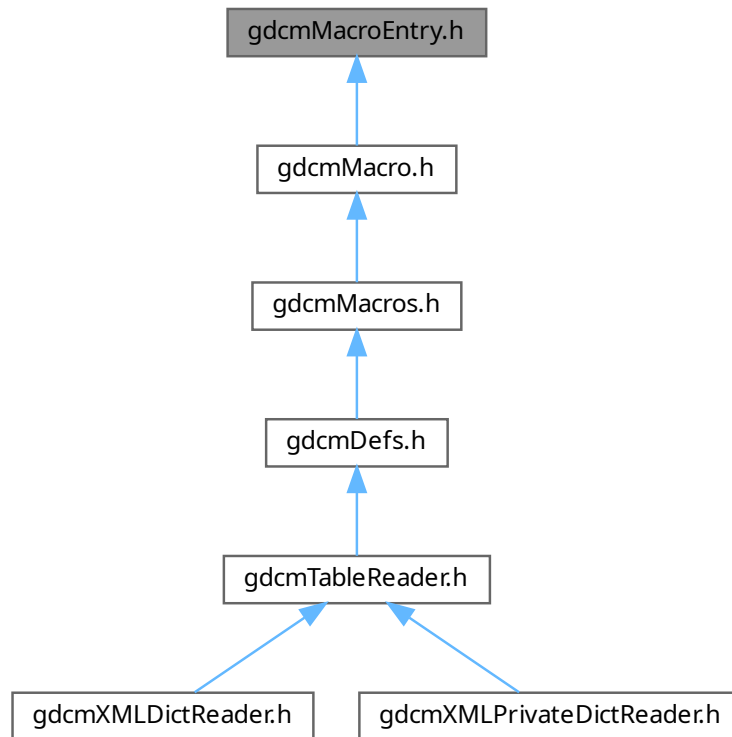 gdcmMacroEntry.h
gdcmMacro.h
gdcmMacros.h
gdcmDefs.h
gdcmTableReader.h
gdcmXMLDictReader.h
gdcmXMLPrivateDictReader.h